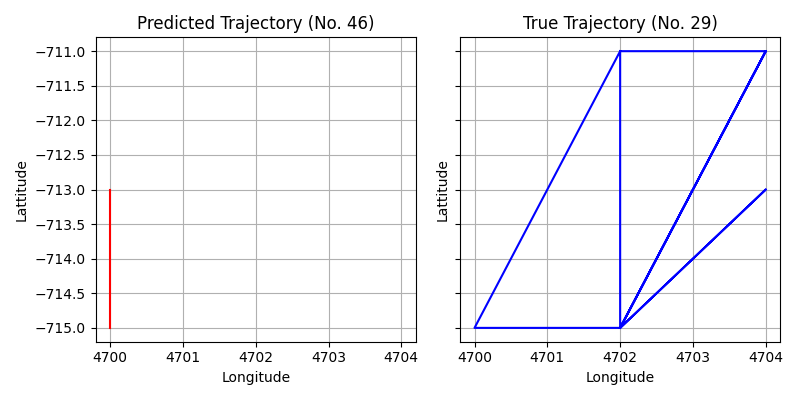 Predicted Trajectory (No. 46)
True Trajectory (No. 29)
Lattitude
−711.0
−711.5
−712.0
−712.5
−713.0
−713.5
−714.0
−714.5
−715.0
4700 4701 4702 4703 4704
Longitude
Lattitude
4700 4701 4702 4703 4704
Longitude